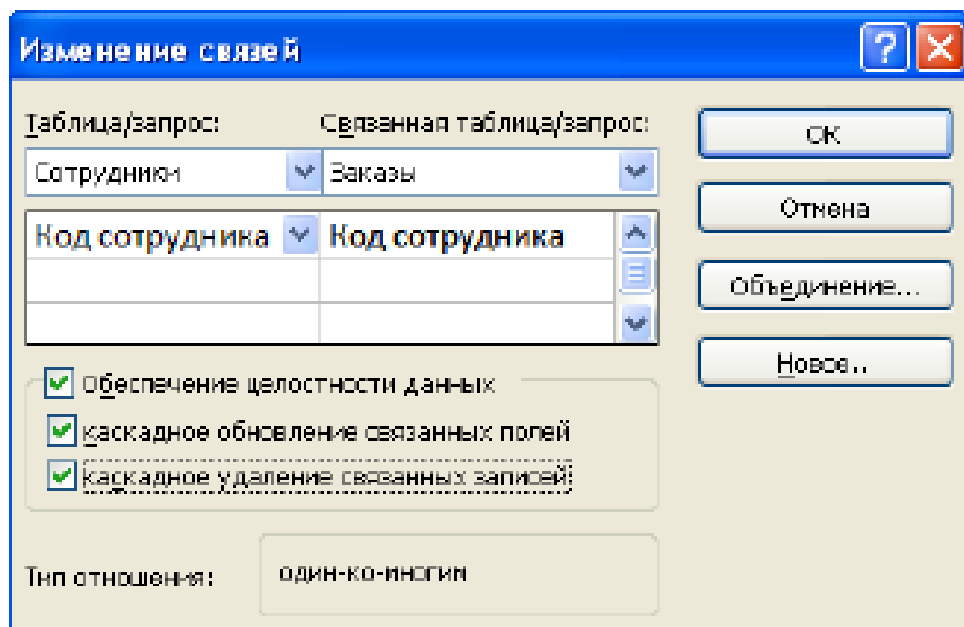 Изменение связей
Таблица/запрос: Связанная таблица/запрос:
Сотрудники Заказы
Код сотрудника Код сотрудника
ОК
Отмена
Объединение...
Новое..
Обеспечение целостности данных
каскадное обновление связанных полей
каскадное удаление связанных записей
Тип отношения: один-ко-многим